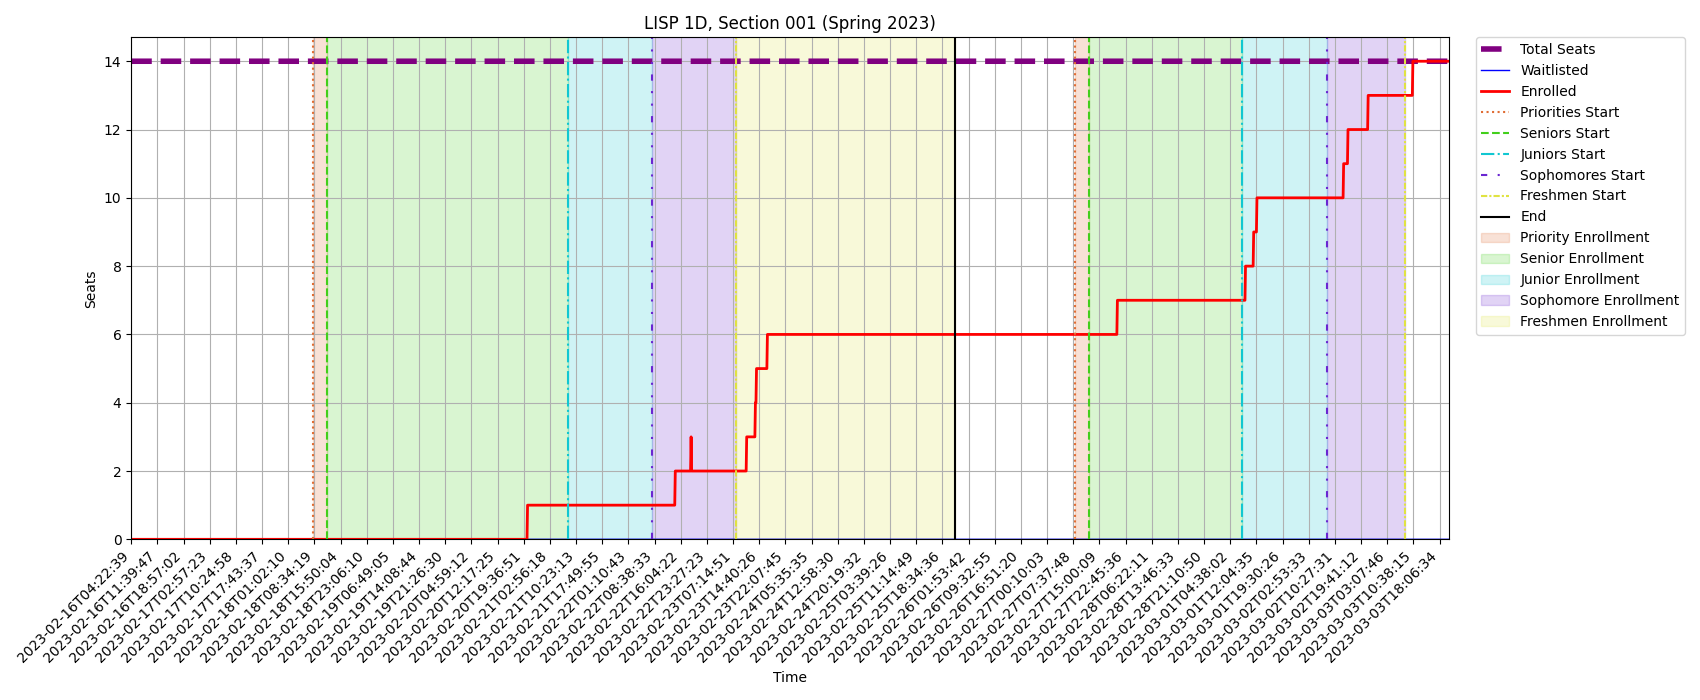 LISP 1D, Section 001 (Spring 2023)
14
12
10
8
6
4
2
0
Seats
2023-02-16T04:22:39
2023-02-16T11:39:47
2023-02-16T18:57:02
2023-02-17T02:57:23
2023-02-17T10:24:58
2023-02-17T17:43:37
2023-02-18T01:02:10
2023-02-18T08:34:19
2023-02-18T15:50:04
2023-02-18T23:06:10
2023-02-19T06:49:05
2023-02-19T14:08:44
2023-02-19T21:26:30
2023-02-20T04:59:12
2023-02-20T12:17:25
2023-02-20T19:36:51
2023-02-21T02:56:18
2023-02-21T10:23:13
2023-02-21T17:49:55
2023-02-22T01:10:43
2023-02-22T08:38:33
2023-02-22T16:04:22
2023-02-22T23:27:23
2023-02-23T07:14:51
2023-02-23T14:40:26
2023-02-23T22:07:45
2023-02-24T05:35:35
2023-02-24T12:58:30
2023-02-24T20:19:32
2023-02-25T03:39:26
2023-02-25T11:14:49
2023-02-25T18:34:36
2023-02-26T01:53:42
2023-02-26T09:32:55
2023-02-26T16:51:20
2023-02-27T00:10:03
2023-02-27T07:37:48
2023-02-27T15:00:09
2023-02-27T22:45:36
2023-02-28T06:22:11
2023-02-28T13:46:33
2023-02-28T21:10:50
2023-03-01T04:38:02
2023-03-01T12:04:35
2023-03-01T19:30:26
2023-03-02T02:53:33
2023-03-02T10:27:31
2023-03-02T19:41:12
2023-03-03T03:07:46
2023-03-03T10:38:15
2023-03-03T18:06:34
Time
Total Seats
Waitlisted
Enrolled
Priorities Start
Seniors Start
Juniors Start
Sophomores Start
Freshmen Start
End
Priority Enrollment
Senior Enrollment
Junior Enrollment
Sophomore Enrollment
Freshmen Enrollment